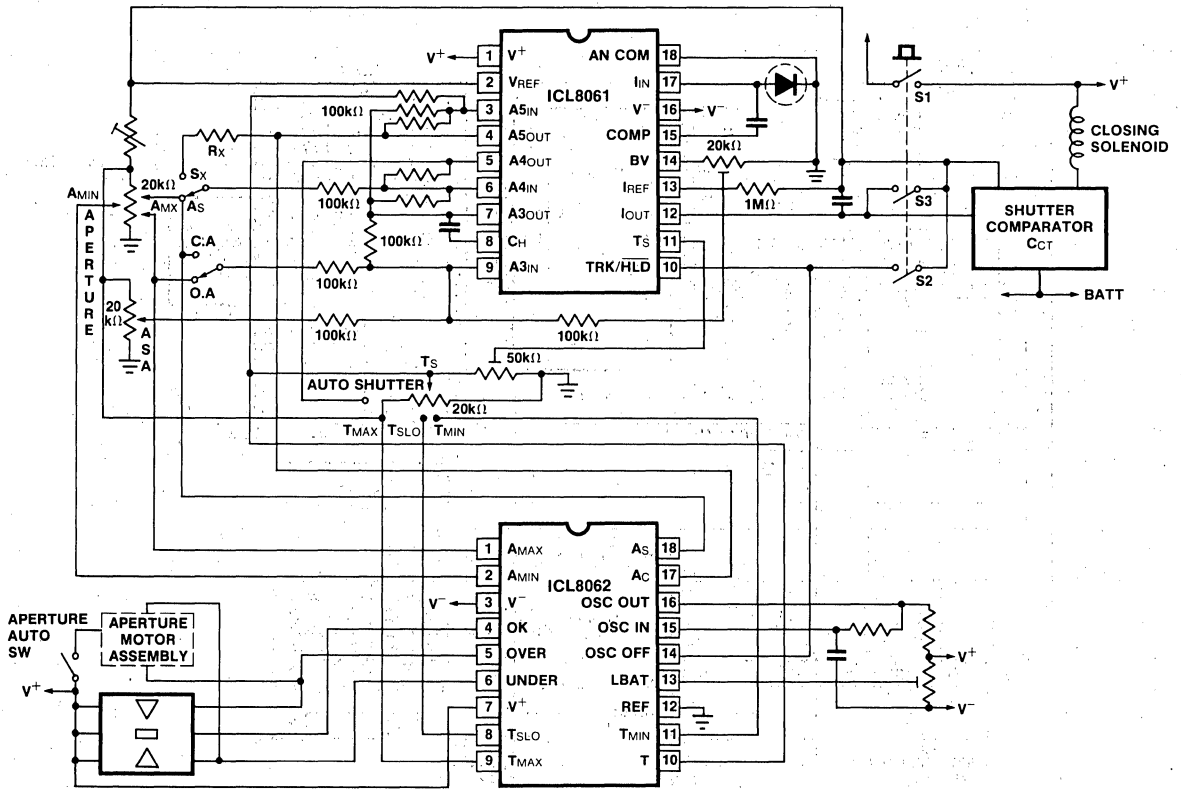 ICL8061
1 V+
2 VREF
3 A5IN
4 A5OUT
5 A4OUT
6 A4IN
7 A3OUT
8 CH
9 A3IN
AN COM 18
IIN 17
V- 16
COMP 15
BV 14
IREF 13
IOUT 12
TS 11
TRK/HLD 10
V+
V-
100kΩ
RX
SX
20kΩ
AMIN
AMX
AS
APERTURE
C.A
O.A
100kΩ
100kΩ
100kΩ
20 kΩ
ASA
100kΩ
100kΩ
20kΩ
1MΩ
S1
S3
S2
V+
CLOSING SOLENOID
SHUTTER COMPARATOR CCT
BATT
TS
50kΩ
AUTO SHUTTER
20kΩ
TMAX TSLO TMIN
ICL8062
1 AMAX
2 AMIN
3 V-
4 OK
5 OVER
6 UNDER
7 V+
8 TSLO
9 TMAX
AS 18
AC 17
OSC OUT 16
OSC IN 15
OSC OFF 14
LBAT 13
REF 12
TMIN 11
T 10
V-
APERTURE AUTO SW
APERTURE MOTOR ASSEMBLY
V+
V+
V-